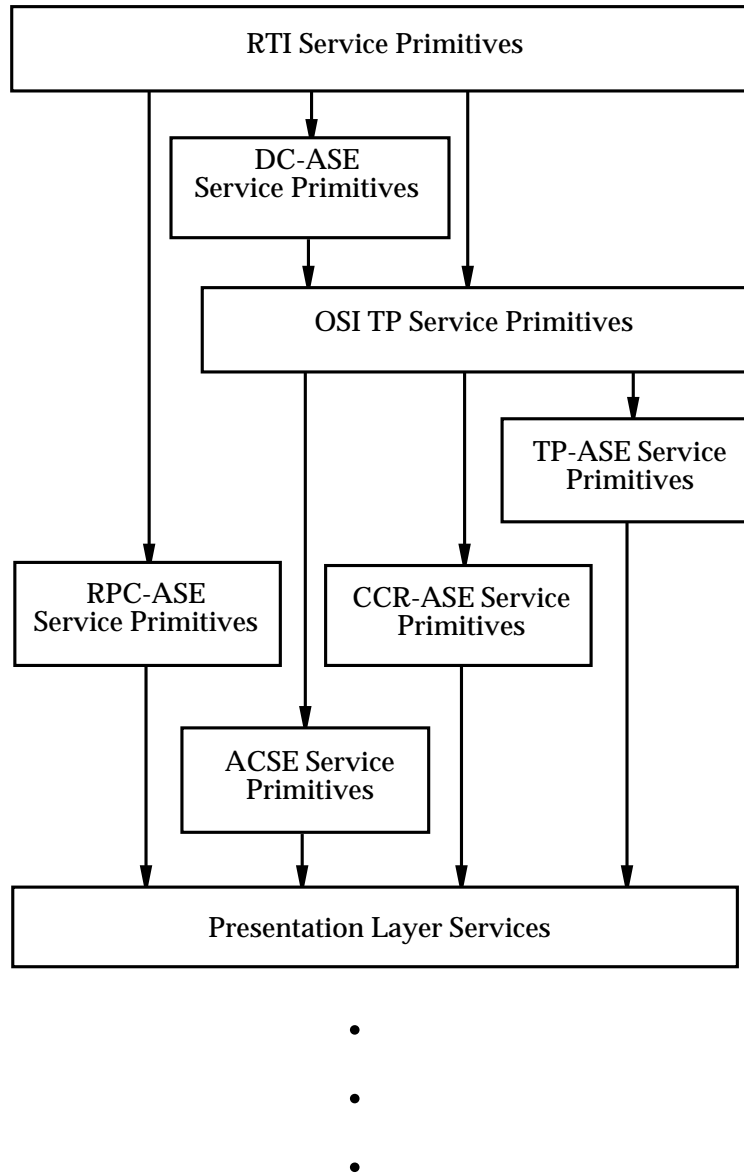 RTI Service Primitives
DC-ASE
Service Primitives
OSI TP Service Primitives
TP-ASE Service
Primitives
RPC-ASE
Service Primitives
CCR-ASE Service
Primitives
ACSE Service
Primitives
Presentation Layer Services